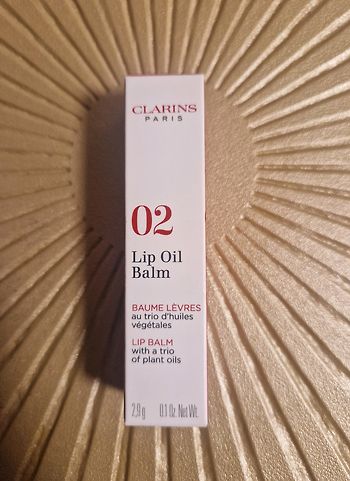 CLARINS
PARIS
02
Lip Oil
Balm
BAUME LÈVRES
au trio d'huiles
végétales
LIP BALM
with a trio
of plant oils
2,9 g 0.1 Oz. Net Wt.